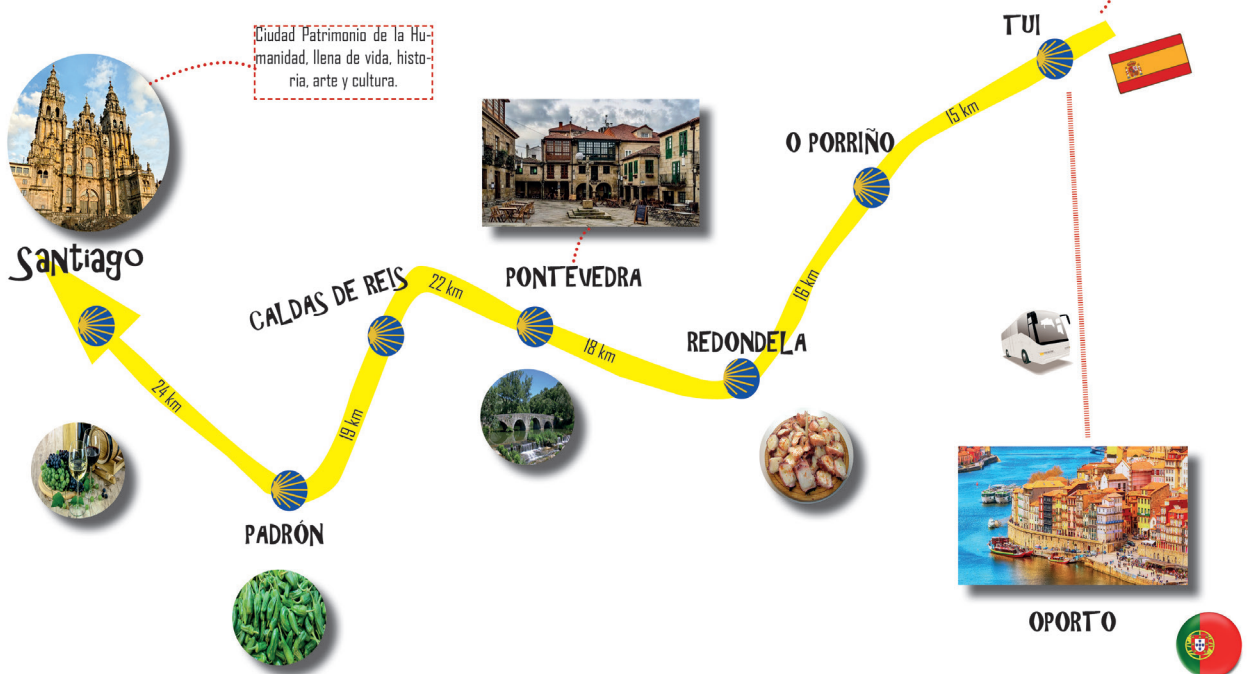 Ciudad Patrimonio de la Hu-
manidad, llena de vida, histo-
ria, arte y cultura.
TUI
15 km
O PORRIÑO
16 km
Santiago
CALDAS DE REIS
22 km
PONTEVEDRA
18 km
REDONDELA
24 km
19 km
PADRÓN
OPORTO